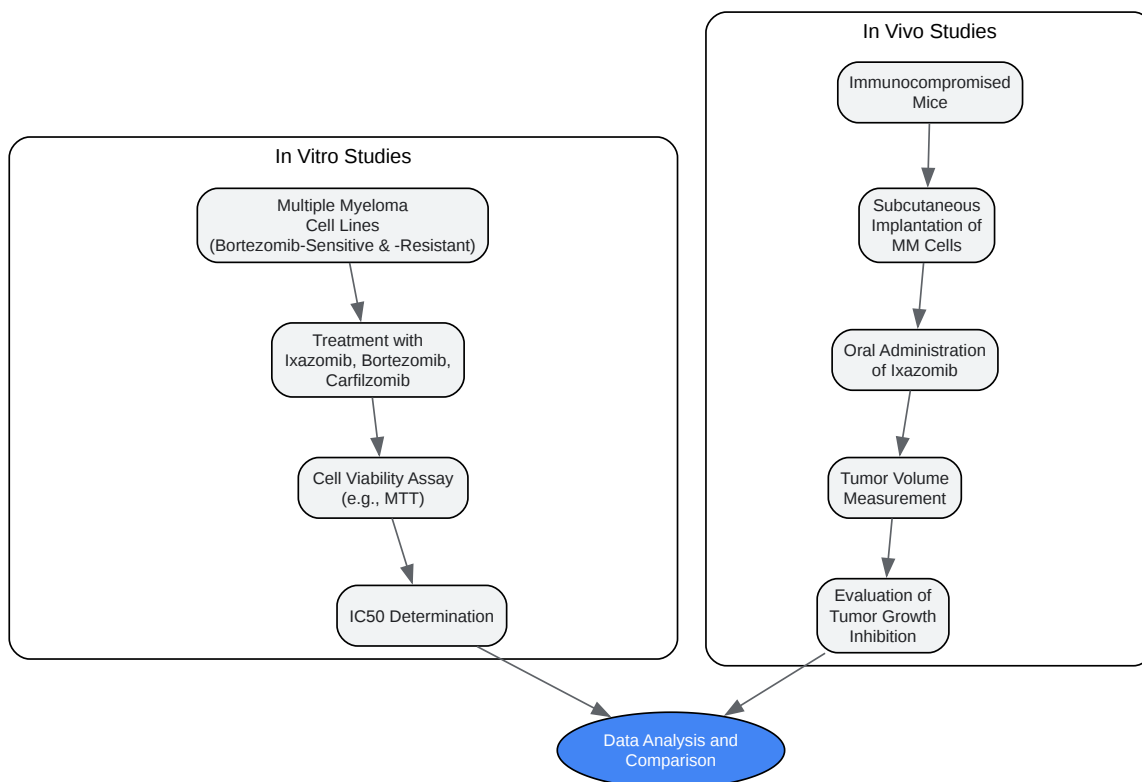 In Vitro Studies
Multiple Myeloma
Cell Lines
(Bortezomib-Sensitive & -Resistant)
Treatment with
Ixazomib, Bortezomib,
Carfilzomib
Cell Viability Assay
(e.g., MTT)
IC50 Determination
In Vivo Studies
Immunocompromised
Mice
Subcutaneous
Implantation of
MM Cells
Oral Administration
of Ixazomib
Tumor Volume
Measurement
Evaluation of
Tumor Growth
Inhibition
Data Analysis and
Comparison